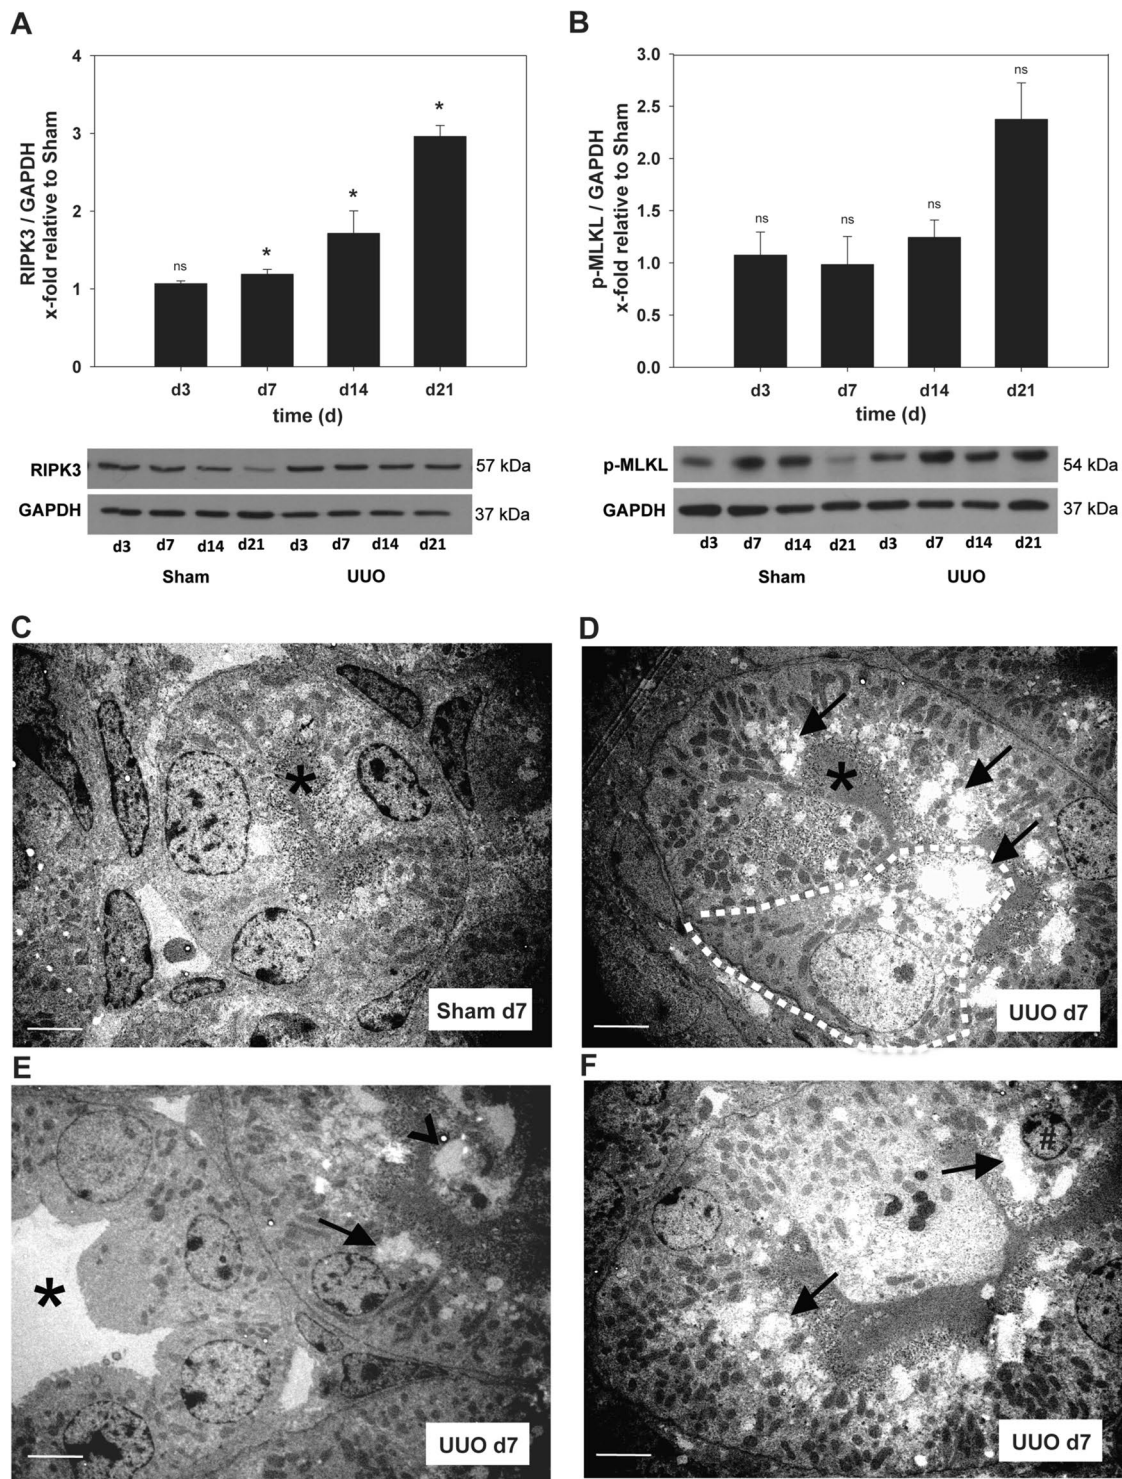 A
RIPK3 / GAPDH
x-fold relative to Sham
4
3
2
1
0
ns
*
*
*
d3 d7 d14 d21
time (d)
RIPK3
57 kDa
GAPDH
37 kDa
d3 d7 d14 d21 d3 d7 d14 d21
Sham UUO
B
p-MLKL / GAPDH
x-fold relative to Sham
3.0
2.5
2.0
1.5
1.0
0.5
0.0
ns
ns
ns
ns
d3 d7 d14 d21
time (d)
p-MLKL
54 kDa
GAPDH
37 kDa
d3 d7 d14 d21 d3 d7 d14 d21
Sham UUO
C
*
Sham d7
D
*
UUO d7
E
*
UUO d7
F
#
UUO d7